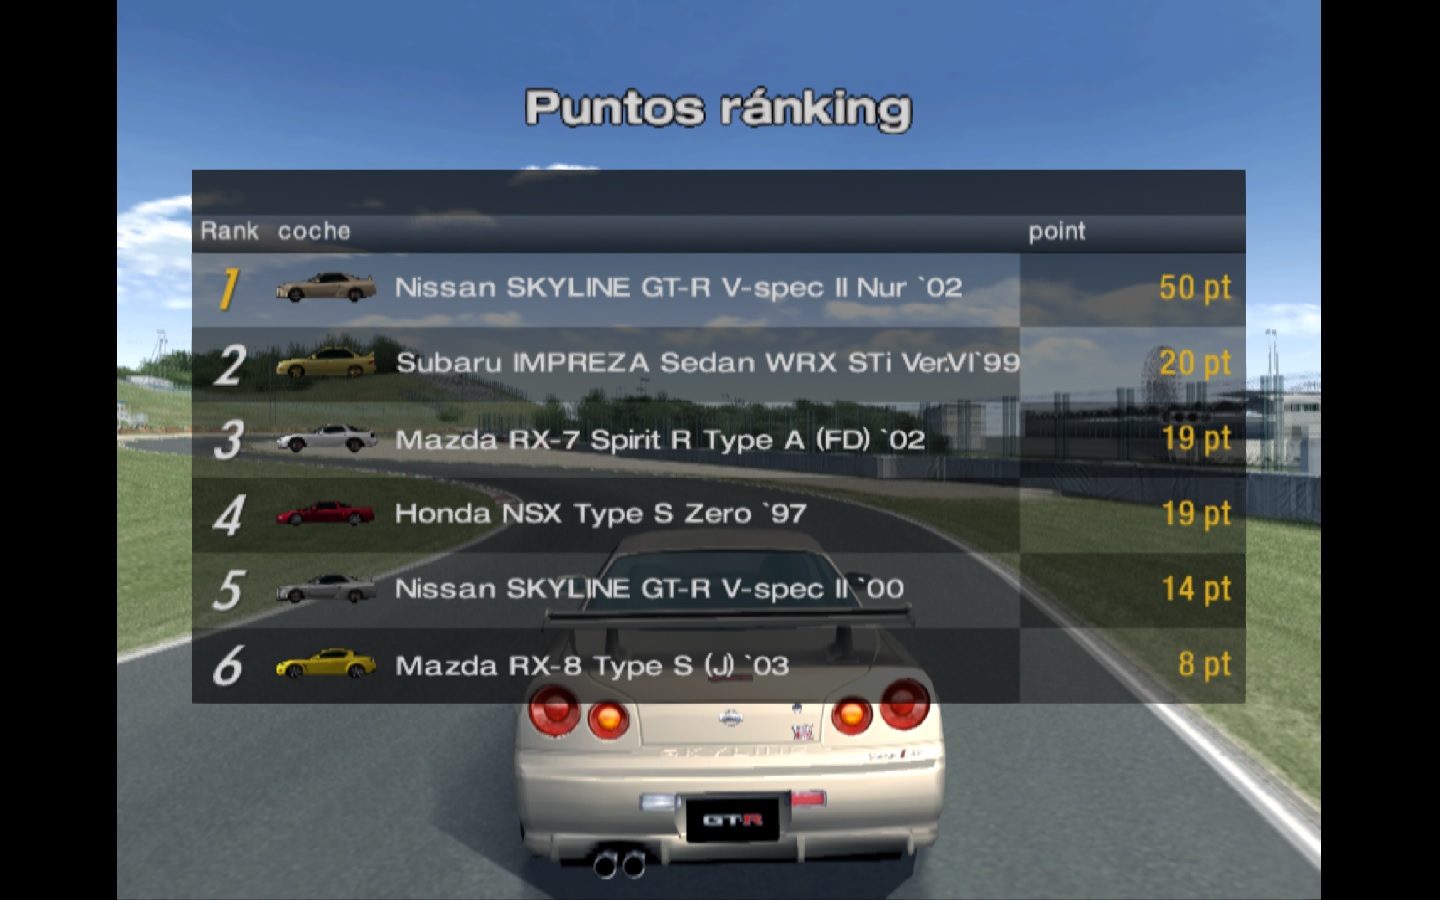 Puntos ránking
Rank coche point
1 Nissan SKYLINE GT-R V-spec II Nur `02 50 pt
2 Subaru IMPREZA Sedan WRX STi Ver.VI`99 20 pt
3 Mazda RX-7 Spirit R Type A (FD) `02 19 pt
4 Honda NSX Type S Zero `97 19 pt
5 Nissan SKYLINE GT-R V-spec II `00 14 pt
6 Mazda RX-8 Type S (J) `03 8 pt
GT-R